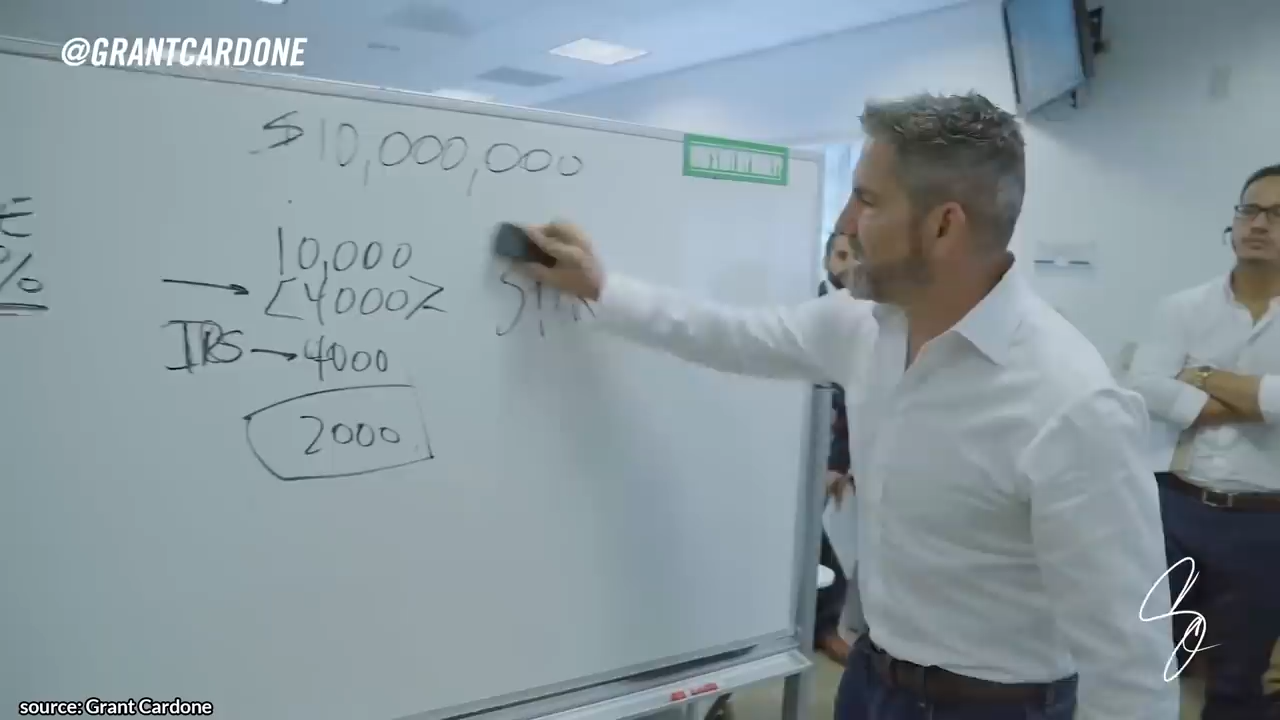 @GRANTCARDONE
$10,000,000
%
10,000
<4000>
IRS → 4000
2000
source: Grant Cardone